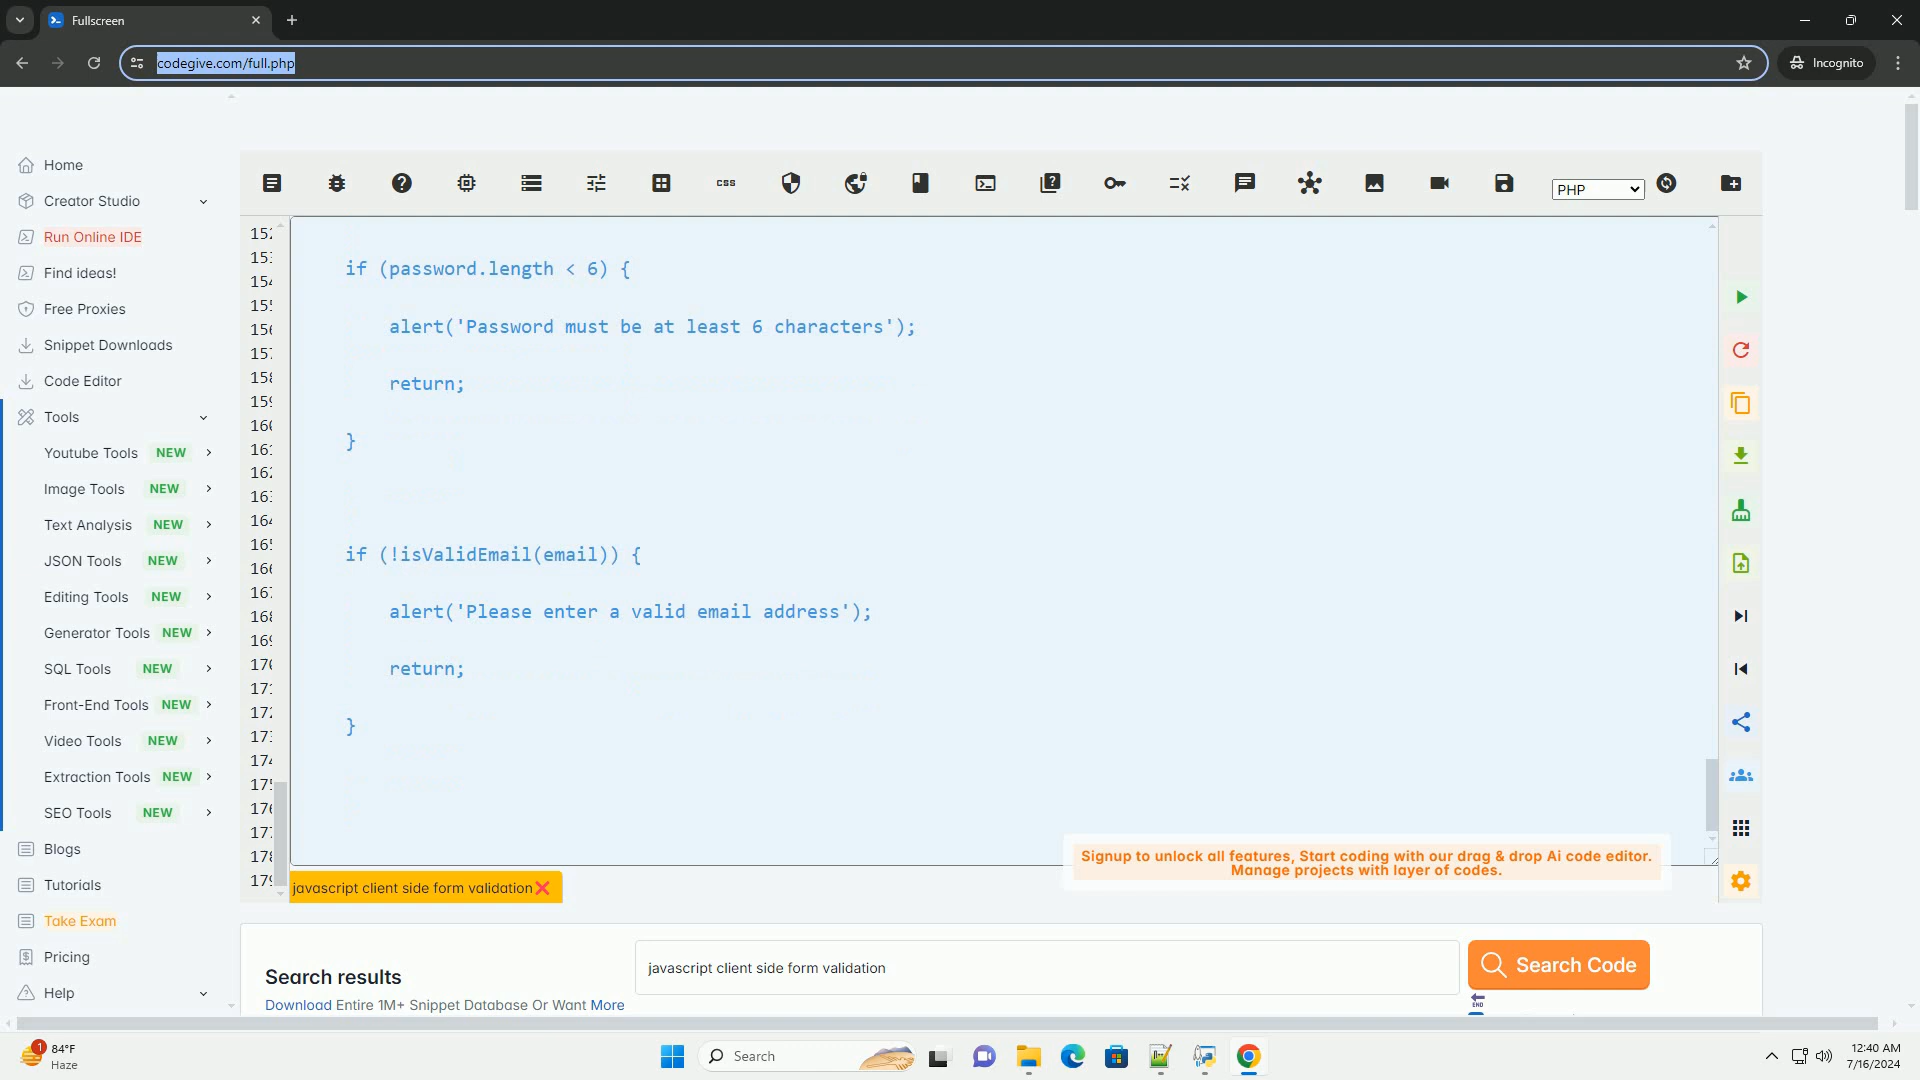 Fullscreen
codegive.com/full.php
Incognito
Home
Creator Studio
Run Online IDE
Find ideas!
Free Proxies
Snippet Downloads
Code Editor
Tools
Youtube Tools NEW
Image Tools NEW
Text Analysis NEW
JSON Tools NEW
Editing Tools NEW
Generator Tools NEW
SQL Tools NEW
Front-End Tools NEW
Video Tools NEW
Extraction Tools NEW
SEO Tools NEW
Blogs
Tutorials
Take Exam
Pricing
Help
css
PHP
if (password.length < 6) {
alert('Password must be at least 6 characters');
return;
}
if (!isValidEmail(email)) {
alert('Please enter a valid email address');
return;
}
Signup to unlock all features, Start coding with our drag & drop Ai code editor.
Manage projects with layer of codes.
javascript client side form validation
Search results
Download Entire 1M+ Snippet Database Or Want More
javascript client side form validation
Search Code
END
1
84°F
Haze
Search
12:40 AM
7/16/2024